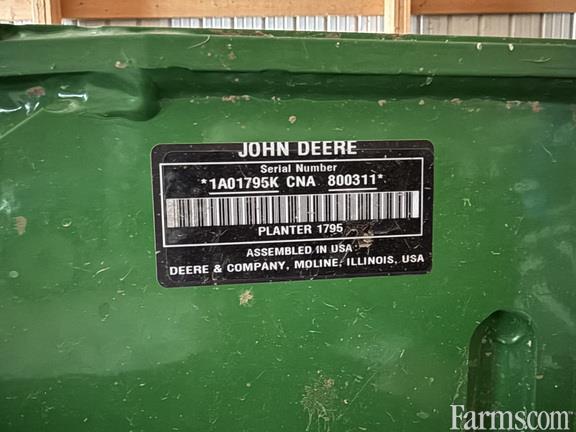 JOHN DEERE
Serial Number
*1A01795K CNA 800311*
PLANTER 1795
ASSEMBLED IN USA
DEERE & COMPANY, MOLINE, ILLINOIS, USA
Farms.com